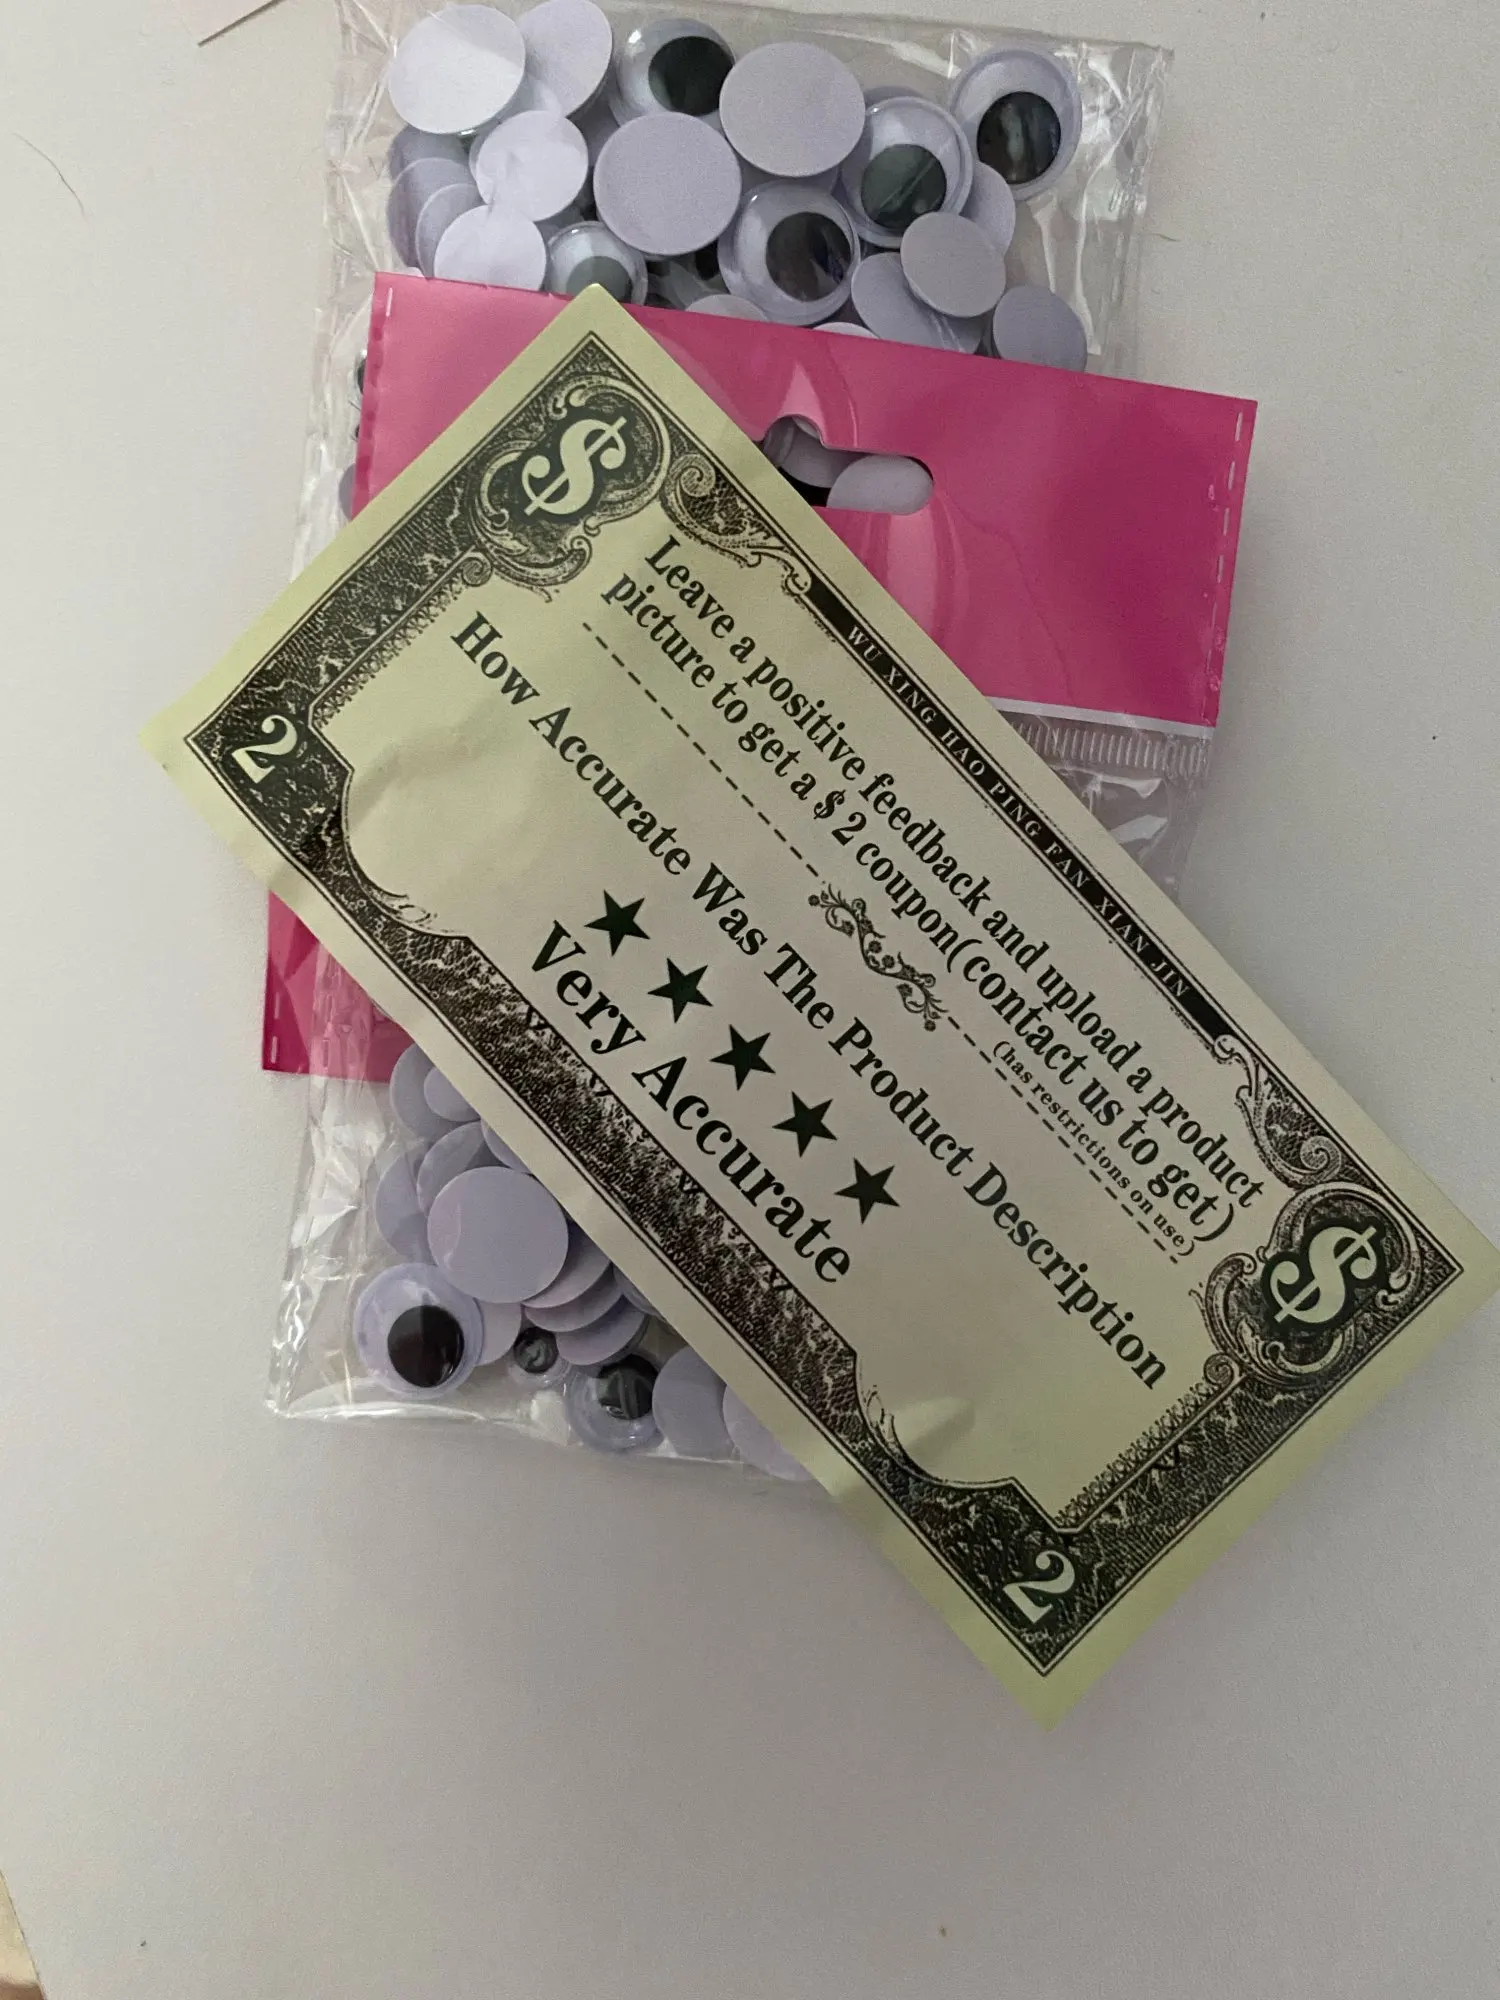 $
WU XING HAO PING FAN XIAN JIN
$
Leave a positive feedback and upload a product
picture to get a $ 2 coupon(contact us to get)
(has restrictions on use)
How Accurate Was The Product Description
Very Accurate
2
2